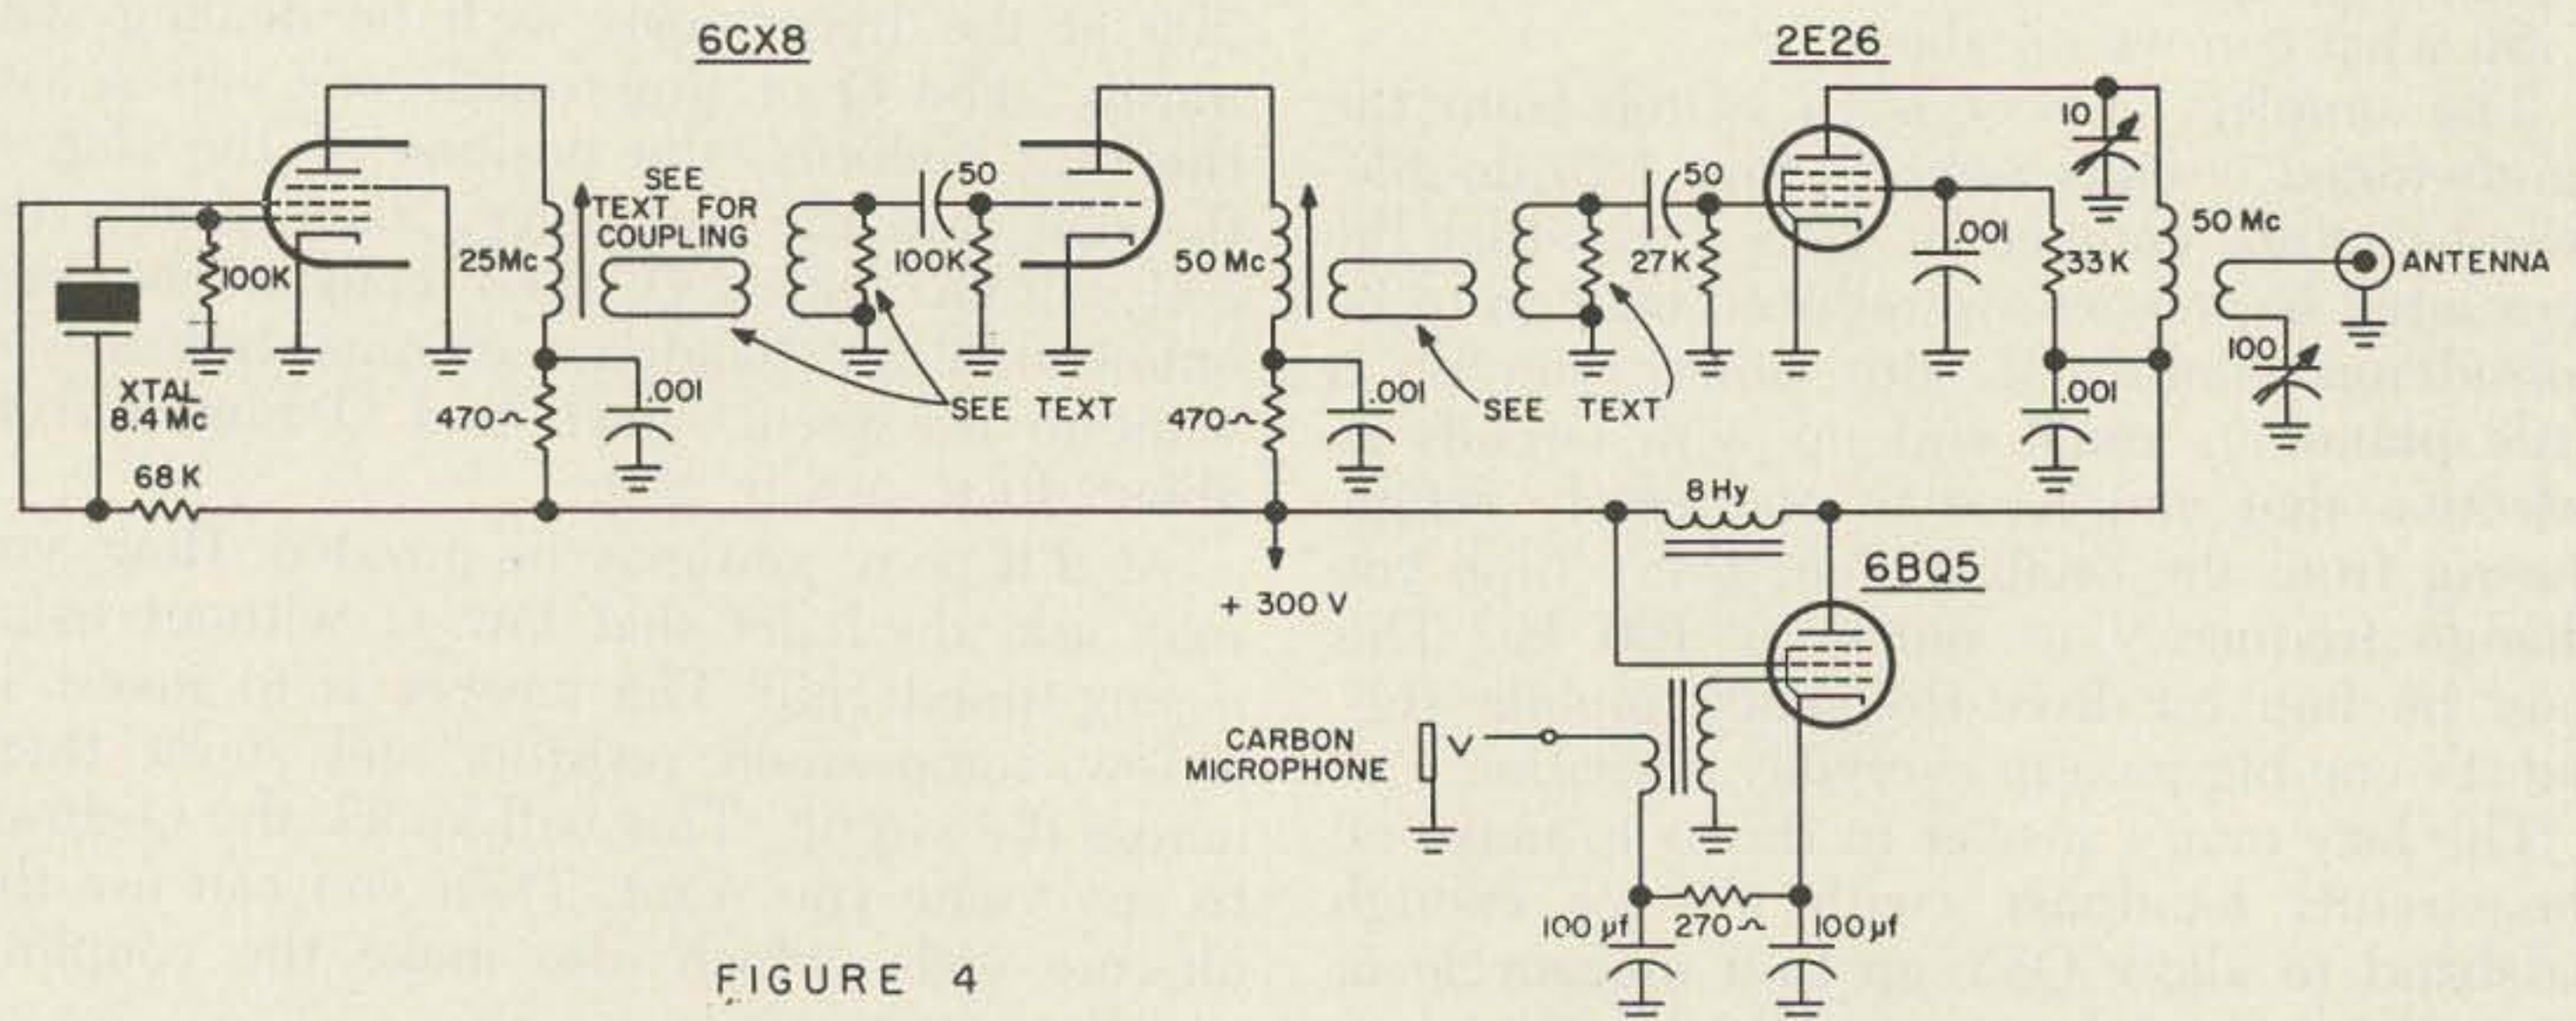 6CX8
2E26
10
SEE
TEXT FOR
COUPLING
50
50
100K
25Mc
100K
50 Mc
27K
.001
33K
50 Mc
ANTENNA
100
XTAL
8.4 Mc
470~
.001
SEE TEXT
470~
.001
SEE TEXT
.001
68K
8 Hy
+ 300 V
6BQ5
CARBON
MICROPHONE
100 µf
270~
100 µf
FIGURE 4